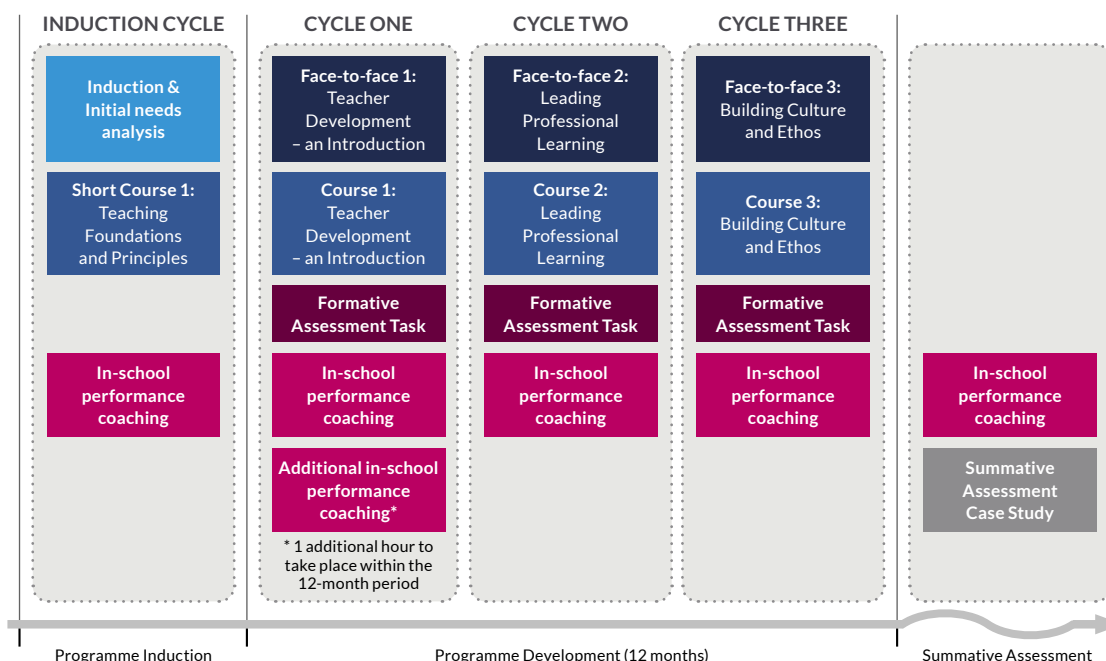 INDUCTION CYCLE
Induction &
Initial needs
analysis
Short Course 1:
Teaching
Foundations
and Principles
In-school
performance
coaching
CYCLE ONE
Face-to-face 1:
Teacher
Development
– an Introduction
Course 1:
Teacher
Development
– an Introduction
Formative
Assessment Task
In-school
performance
coaching
Additional in-school
performance
coaching*
* 1 additional hour to
take place within the
12-month period
CYCLE TWO
Face-to-face 2:
Leading
Professional
Learning
Course 2:
Leading
Professional
Learning
Formative
Assessment Task
In-school
performance
coaching
CYCLE THREE
Face-to-face 3:
Building Culture
and Ethos
Course 3:
Building Culture
and Ethos
Formative
Assessment Task
In-school
performance
coaching
In-school
performance
coaching
Summative
Assessment
Case Study
Programme Induction
Programme Development (12 months)
Summative Assessment